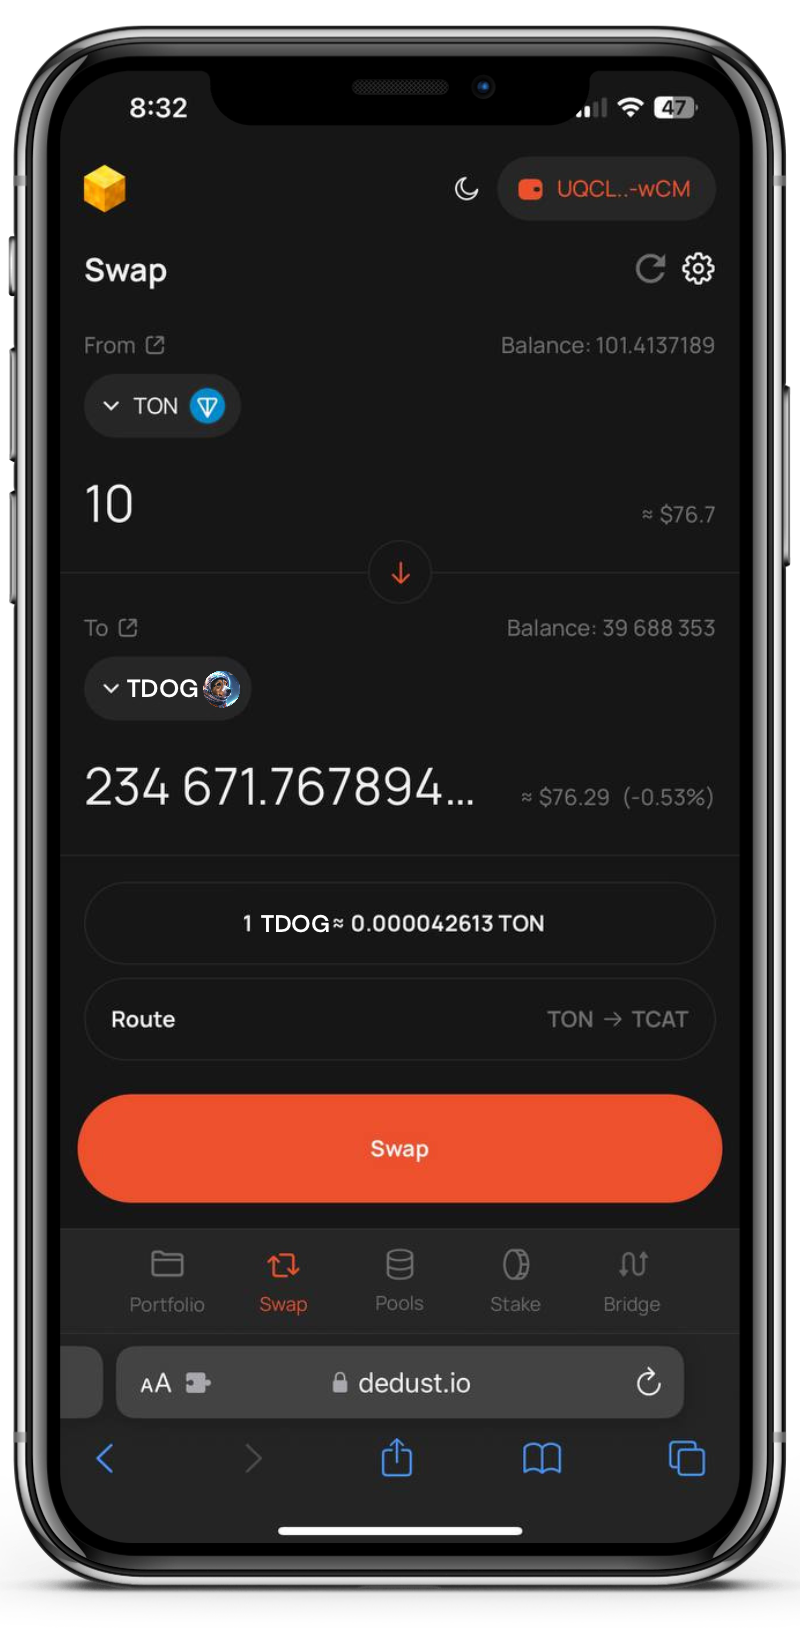 8:32
47
UQCL..-wCM
Swap
From
Balance: 101.4137189
TON
10
≈ $76.7
To
Balance: 39 688 353
TDOG
234 671.767894...
≈ $76.29 (-0.53%)
1 TDOG ≈ 0.000042613 TON
Route
TON → TCAT
Swap
Portfolio
Swap
Pools
Stake
Bridge
AA
dedust.io